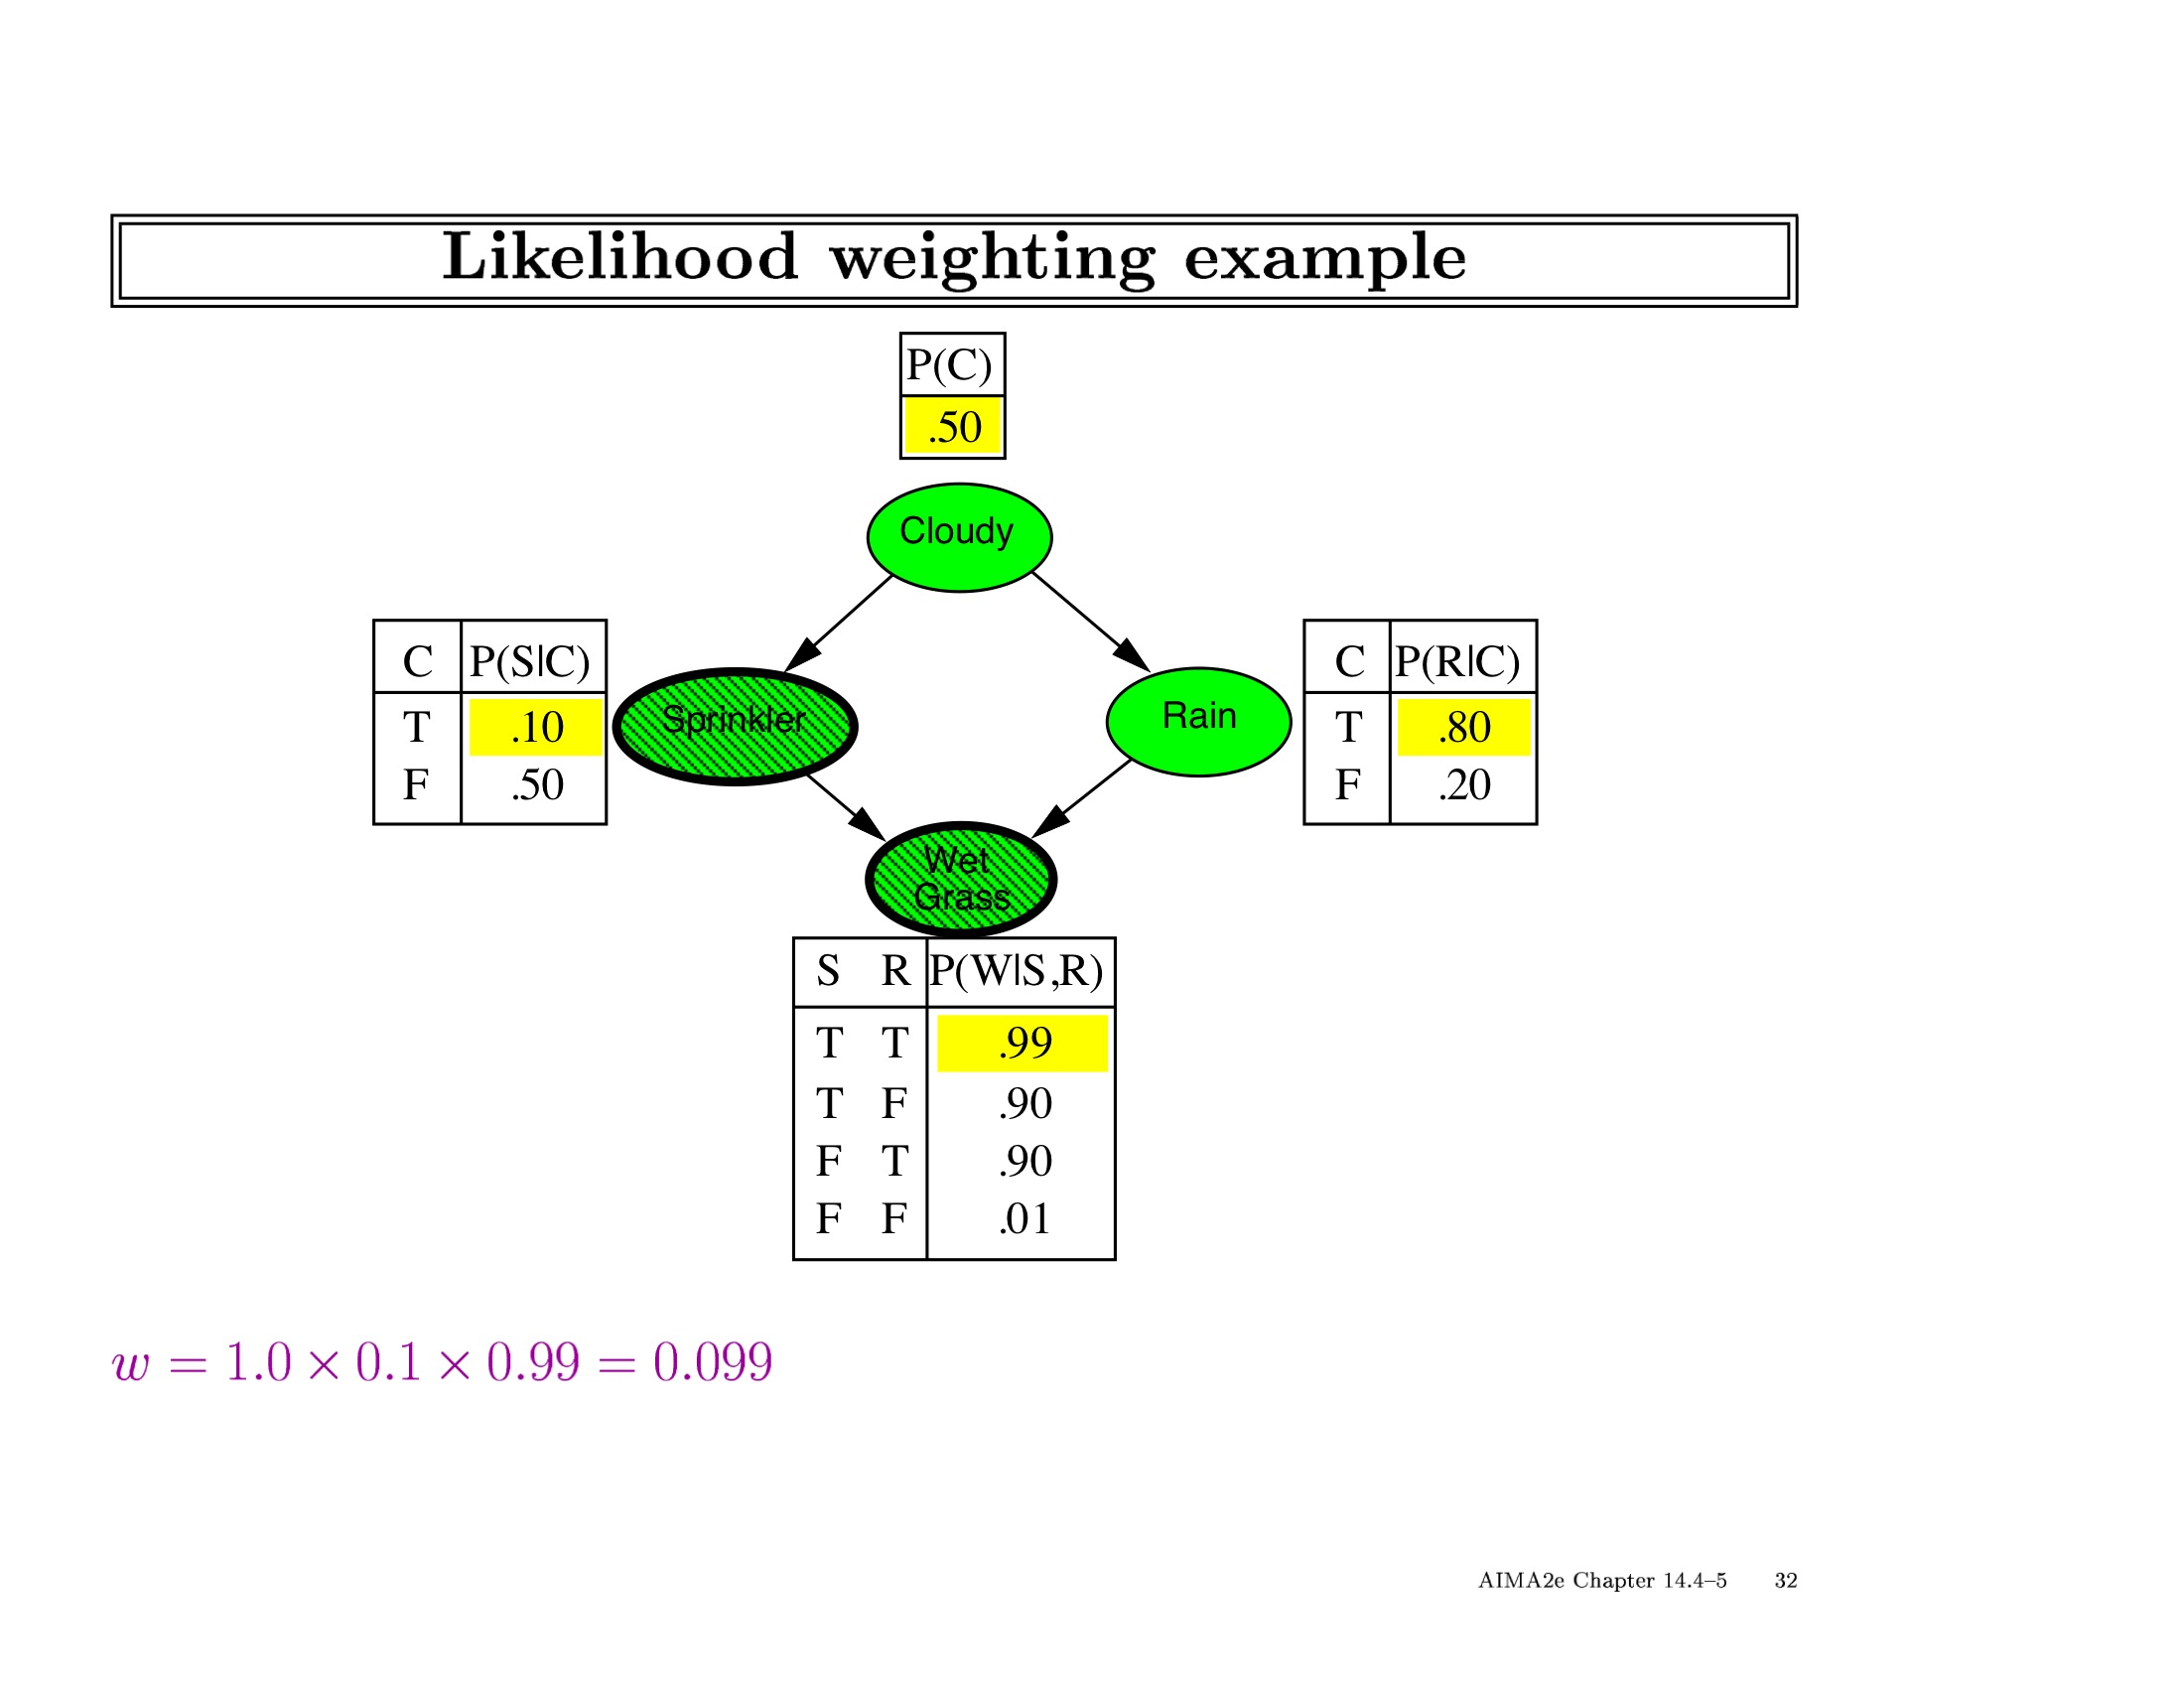 Likelihood weighting example
P(C)
.50
Cloudy
C P(S|C)
T .10
F .50
Sprinkler
Rain
C P(R|C)
T .80
F .20
Wet
Grass
S R P(W|S,R)
T T .99
T F .90
F T .90
F F .01
w = 1.0 × 0.1 × 0.99 = 0.099
AIMA2e Chapter 14.4–5 32